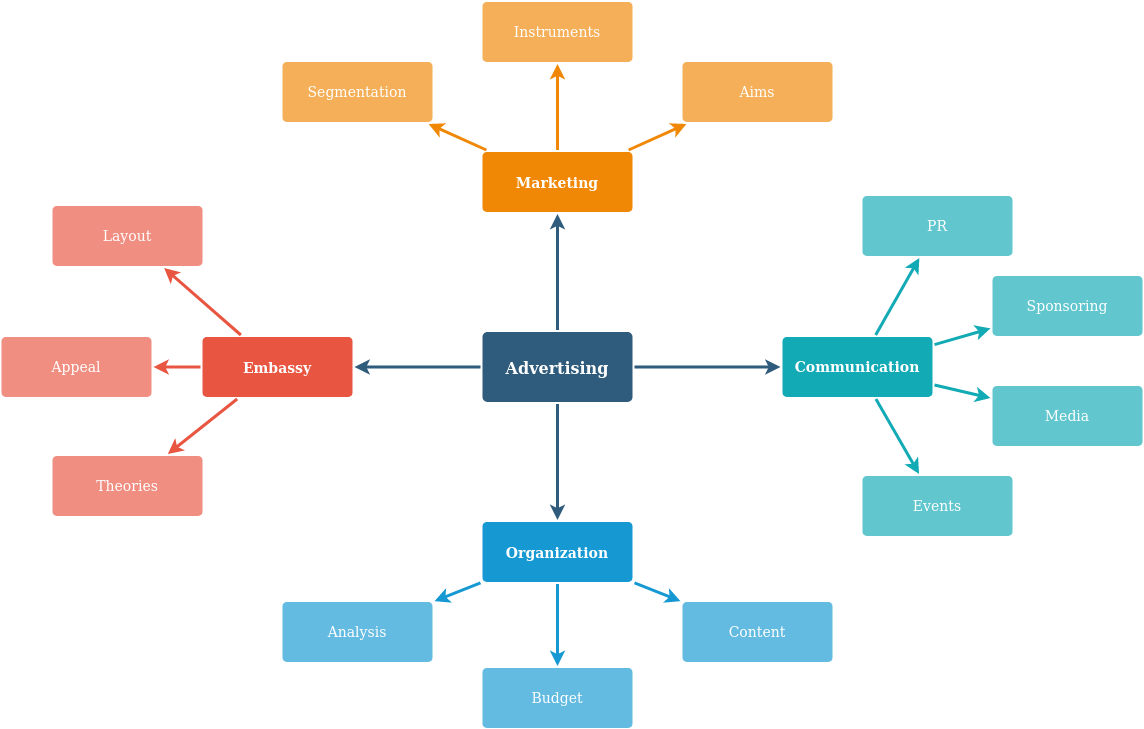 Instruments
Segmentation
Aims
Marketing
Layout
PR
Sponsoring
Appeal
Embassy
Advertising
Communication
Media
Theories
Events
Organization
Analysis
Content
Budget